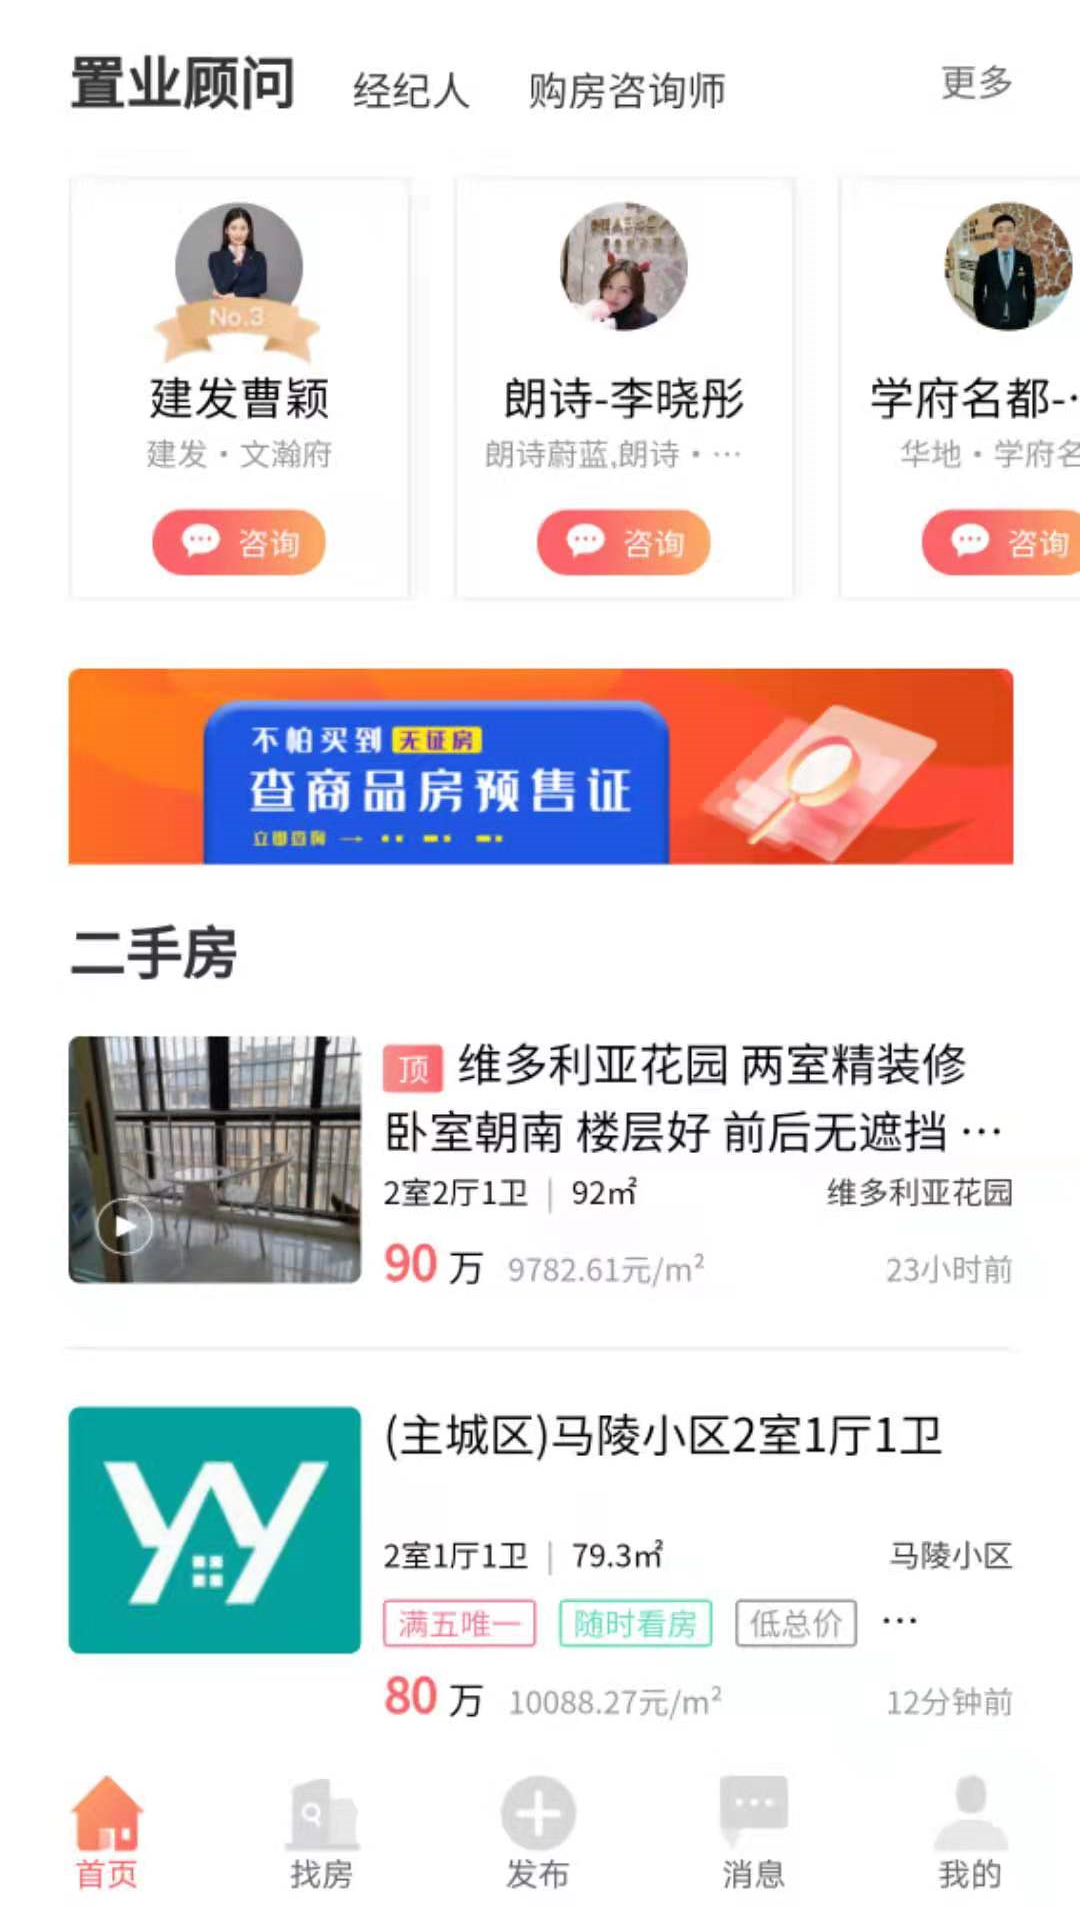 置业顾问 经纪人 购房咨询师 更多
No.3
建发曹颖 朗诗-李晓彤 学府名都-··
建发·文瀚府 朗诗蔚蓝,朗诗·… 华地·学府名
咨询 咨询 咨询
不怕买到 无证房
查商品房预售证
立即查询 →
二手房
顶 维多利亚花园 两室精装修
卧室朝南 楼层好 前后无遮挡 …
2室2厅1卫 | 92㎡ 维多利亚花园
90 万 9782.61元/m² 23小时前
(主城区)马陵小区2室1厅1卫
2室1厅1卫 | 79.3㎡ 马陵小区
满五唯一 随时看房 低总价 …
80 万 10088.27元/m² 12分钟前
首页 找房 发布 消息 我的